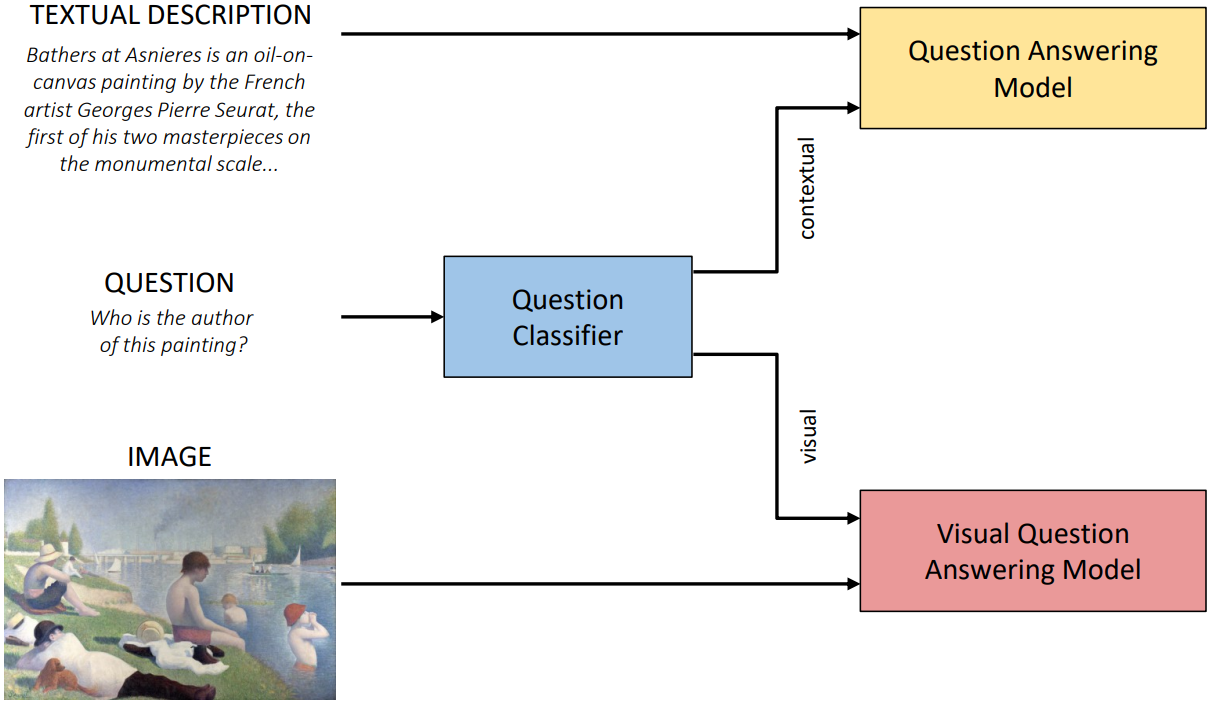 TEXTUAL DESCRIPTION
Bathers at Asnieres is an oil-on-
canvas painting by the French
artist Georges Pierre Seurat, the
first of his two masterpieces on
the monumental scale...
Question Answering
Model
contextual
QUESTION
Who is the author
of this painting?
Question
Classifier
visual
IMAGE
Visual Question
Answering Model